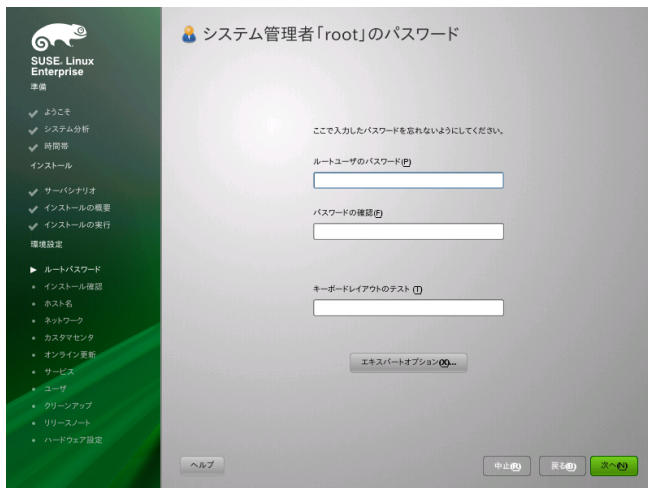 SUSE. Linux
Enterprise
準備
ようこそ
システム分析
時間帯
インストール
サーバシナリオ
インストールの概要
インストールの実行
環境設定
ルートパスワード
インストール確認
ホスト名
ネットワーク
カスタマセンタ
オンライン更新
サービス
ユーザ
クリーンアップ
リリースノート
ハードウェア設定
システム管理者「root」のパスワード
ここで入力したパスワードを忘れないようにしてください。
ルートユーザのパスワード(P)
パスワードの確認(F)
キーボードレイアウトのテスト (T)
エキスパートオプション(X)...
ヘルプ
中止(R)
戻る(B)
次へ(N)